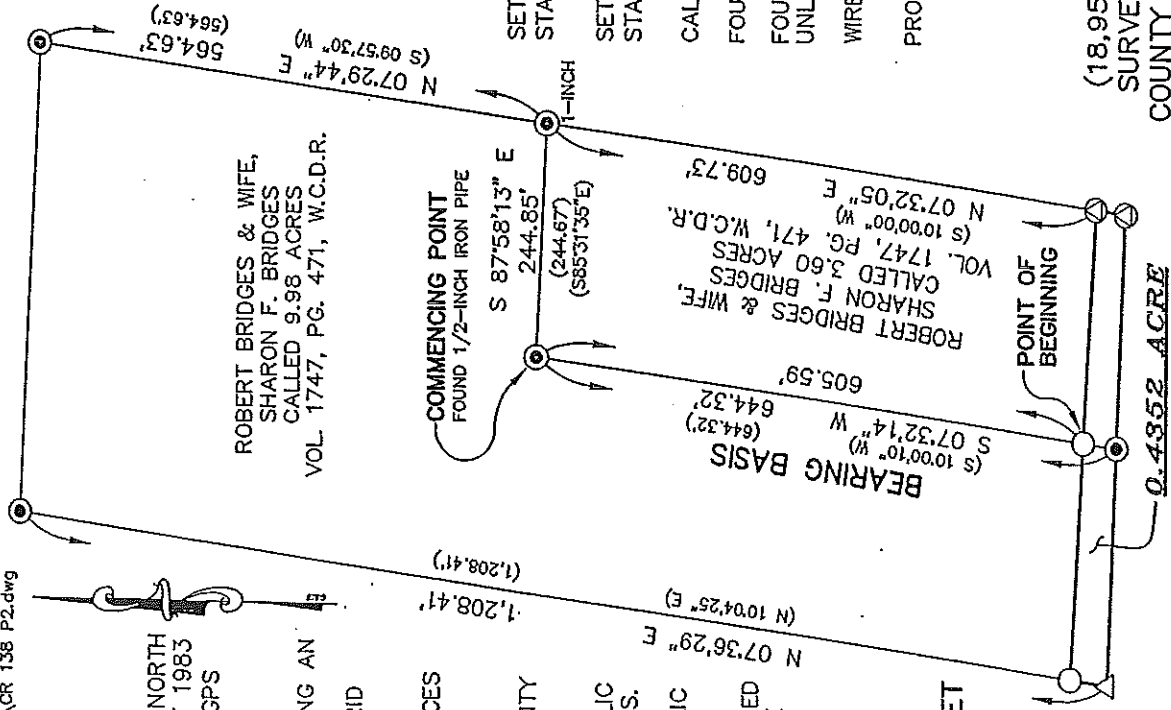 \CR 138 P2.dwg
NORTH
1983
GPS
NG AN
RID
CES
ITY
LIC
S.
IC
ED
ET
(564.63')
564.63'
(S 09°57'30" W)
N 07°29'44" E
ROBERT BRIDGES & WIFE,
SHARON F. BRIDGES
CALLED 9.98 ACRES
VOL. 1747, PG. 471, W.C.D.R.
COMMENCING POINT
FOUND 1/2-INCH IRON PIPE
1-INCH
S 87°58'13" E
244.85'
(244.67')
(S85°31'35"E)
609.73'
N 07°32'05" E
(S 10°00'00" W)
ROBERT BRIDGES & WIFE,
SHARON F. BRIDGES
CALLED 3.60 ACRES
VOL. 1747, PG. 471, W.C.D.R.
605.59'
644.32'
(644.32')
S 07°32'14" W
(S 10°00'10" W)
BEARING BASIS
1,208.41'
(1,208.41')
N 07°36'29" E
(N 10°04'25" E)
POINT OF
BEGINNING
0.4352 ACRE
SET
STA
SET
STA
CAL
FOU
FOU
UNL
WIRE
PRO
(18,95
SURVE
COUNTY